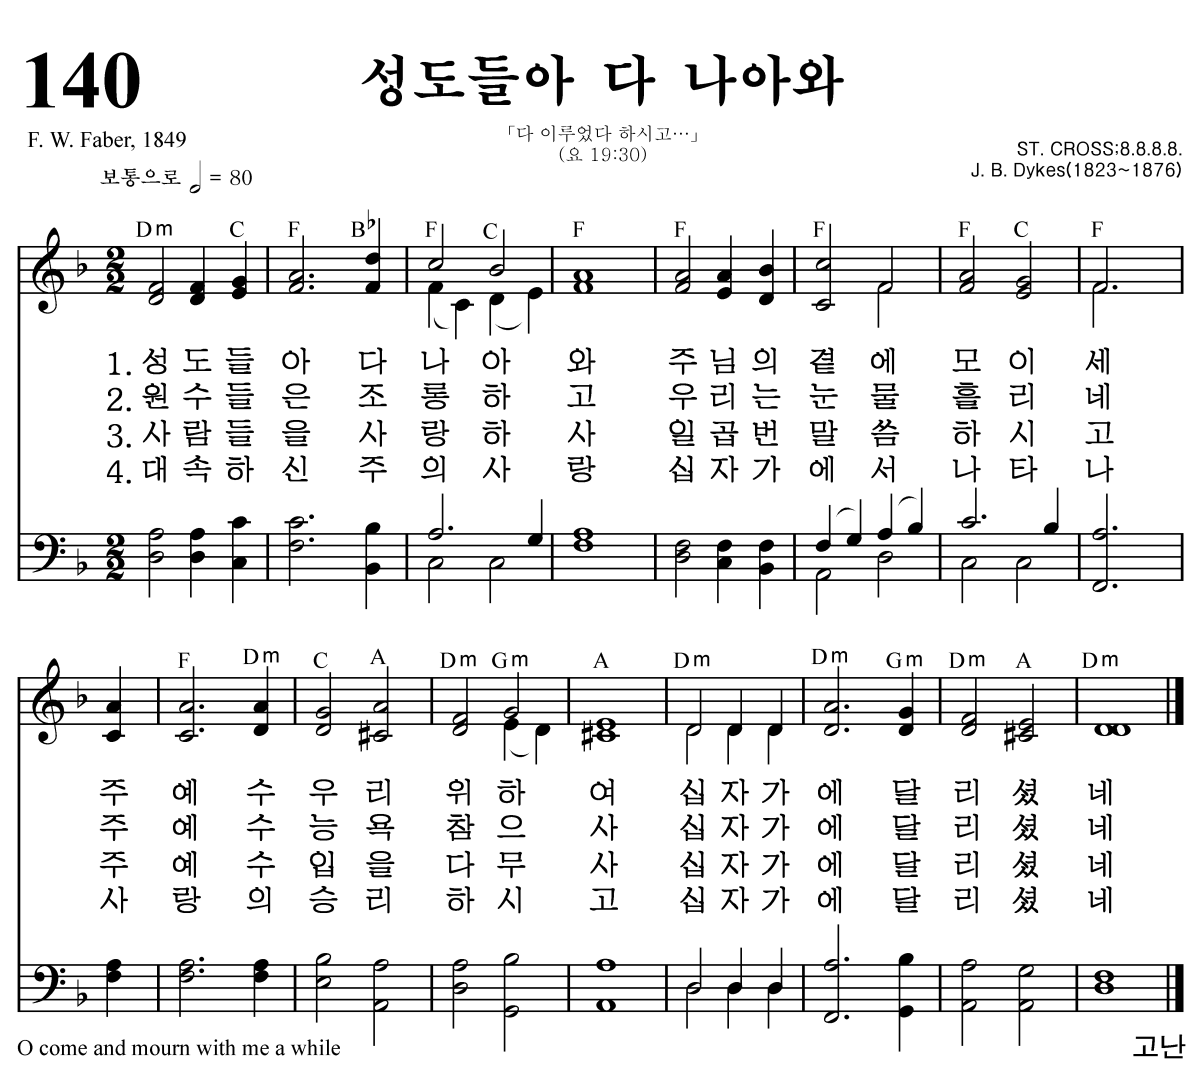 140
성도들아 다 나아와
F. W. Faber, 1849
「다 이루었다 하시고…」
(요 19:30)
ST. CROSS:8.8.8.8.
J. B. Dykes(1823~1876)
보통으로 = 80
Dm C F B♭ F C F F F F C F
1. 성 도 들 아 다 나 아 와 주 님 의 곁 에 모 이 세
2. 원 수 들 은 조 롱 하 고 우 리 는 눈 물 흘 리 네
3. 사 람 들 을 사 랑 하 사 일 곱 번 말 씀 하 시 고
4. 대 속 하 신 주 의 사 랑 십 자 가 에 서 나 타 나
F Dm C A Dm Gm A Dm Dm Gm Dm A Dm
주 예 수 우 리 위 하 여 십 자 가 에 달 리 셨 네
주 예 수 능 욕 참 으 사 십 자 가 에 달 리 셨 네
주 예 수 입 을 다 무 사 십 자 가 에 달 리 셨 네
사 랑 의 승 리 하 시 고 십 자 가 에 달 리 셨 네
O come and mourn with me a while
고난